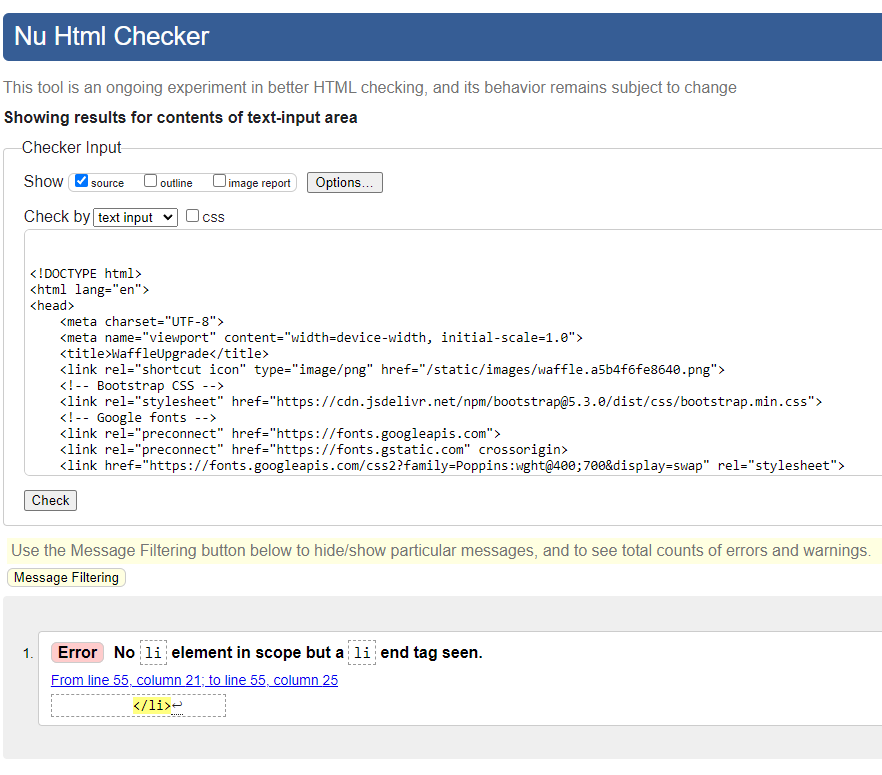 Nu Html Checker
This tool is an ongoing experiment in better HTML checking, and its behavior remains subject to change
Showing results for contents of text-input area
Checker Input
Show source outline image report Options...
Check by text input css
<!DOCTYPE html>
<html lang="en">
<head>
    <meta charset="UTF-8">
    <meta name="viewport" content="width=device-width, initial-scale=1.0">
    <title>WaffleUpgrade</title>
    <link rel="shortcut icon" type="image/png" href="/static/images/waffle.a5b4f6fe8640.png">
    <!-- Bootstrap CSS -->
    <link rel="stylesheet" href="https://cdn.jsdelivr.net/npm/bootstrap@5.3.0/dist/css/bootstrap.min.css">
    <!-- Google fonts -->
    <link rel="preconnect" href="https://fonts.googleapis.com">
    <link rel="preconnect" href="https://fonts.gstatic.com" crossorigin>
    <link href="https://fonts.googleapis.com/css2?family=Poppins:wght@400;700&display=swap" rel="stylesheet">
Check
Use the Message Filtering button below to hide/show particular messages, and to see total counts of errors and warnings.
Message Filtering
1. Error No li element in scope but a li end tag seen.
From line 55, column 21; to line 55, column 25
</li>↩